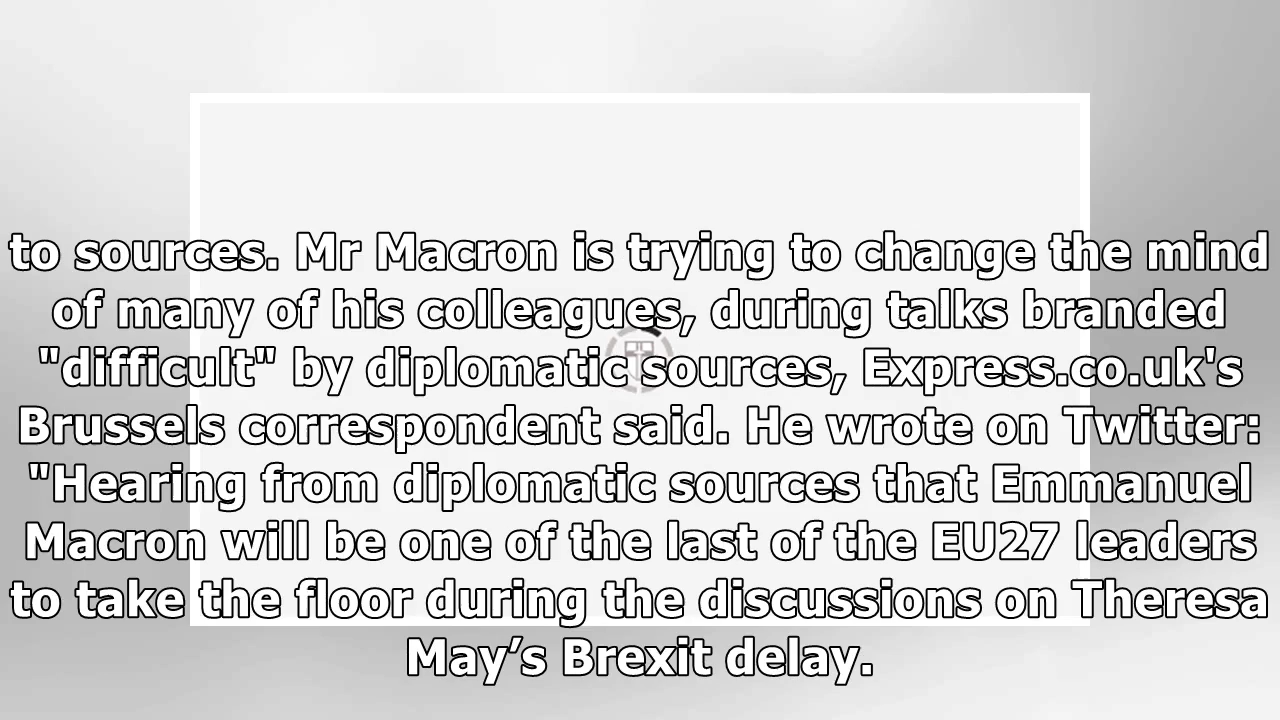 to sources. Mr Macron is trying to change the mind
of many of his colleagues, during talks branded
"difficult" by diplomatic sources, Express.co.uk's
Brussels correspondent said. He wrote on Twitter:
"Hearing from diplomatic sources that Emmanuel
Macron will be one of the last of the EU27 leaders
to take the floor during the discussions on Theresa
May’s Brexit delay.